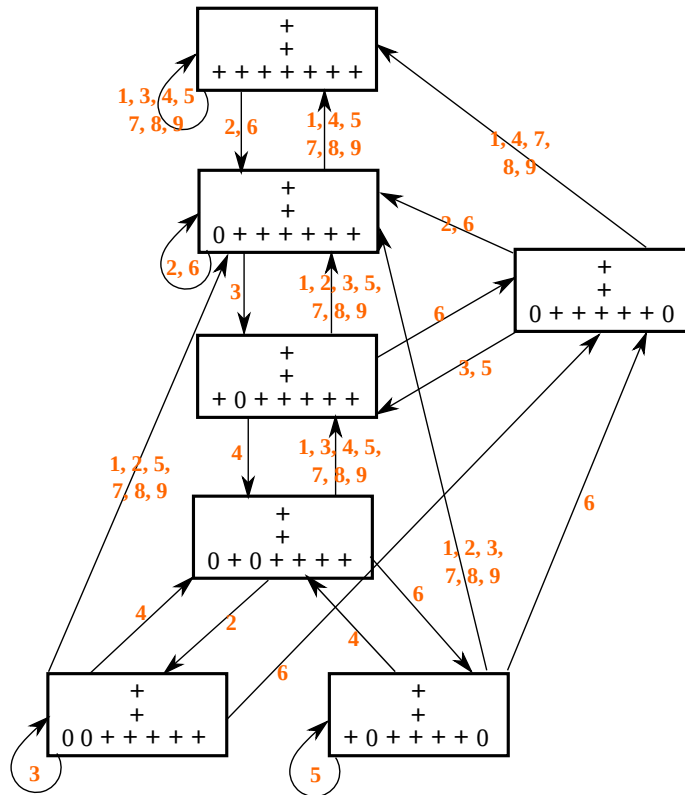 +
+
+ + + + + + +
1, 3, 4, 5
7, 8, 9
2, 6
1, 4, 5
7, 8, 9
1, 4, 7,
8, 9
+
+
0 + + + + + +
2, 6
2, 6
3
1, 2, 3, 5,
7, 8, 9
6
+
+
0 + + + + + 0
3, 5
+
+
+ 0 + + + + +
4
1, 3, 4, 5,
7, 8, 9
1, 2, 5,
7, 8, 9
+
+
0 + 0 + + + +
1, 2, 3,
7, 8, 9
6
4
2
6
4
6
+
+
0 0 + + + + +
+
+
+ 0 + + + + 0
3
5